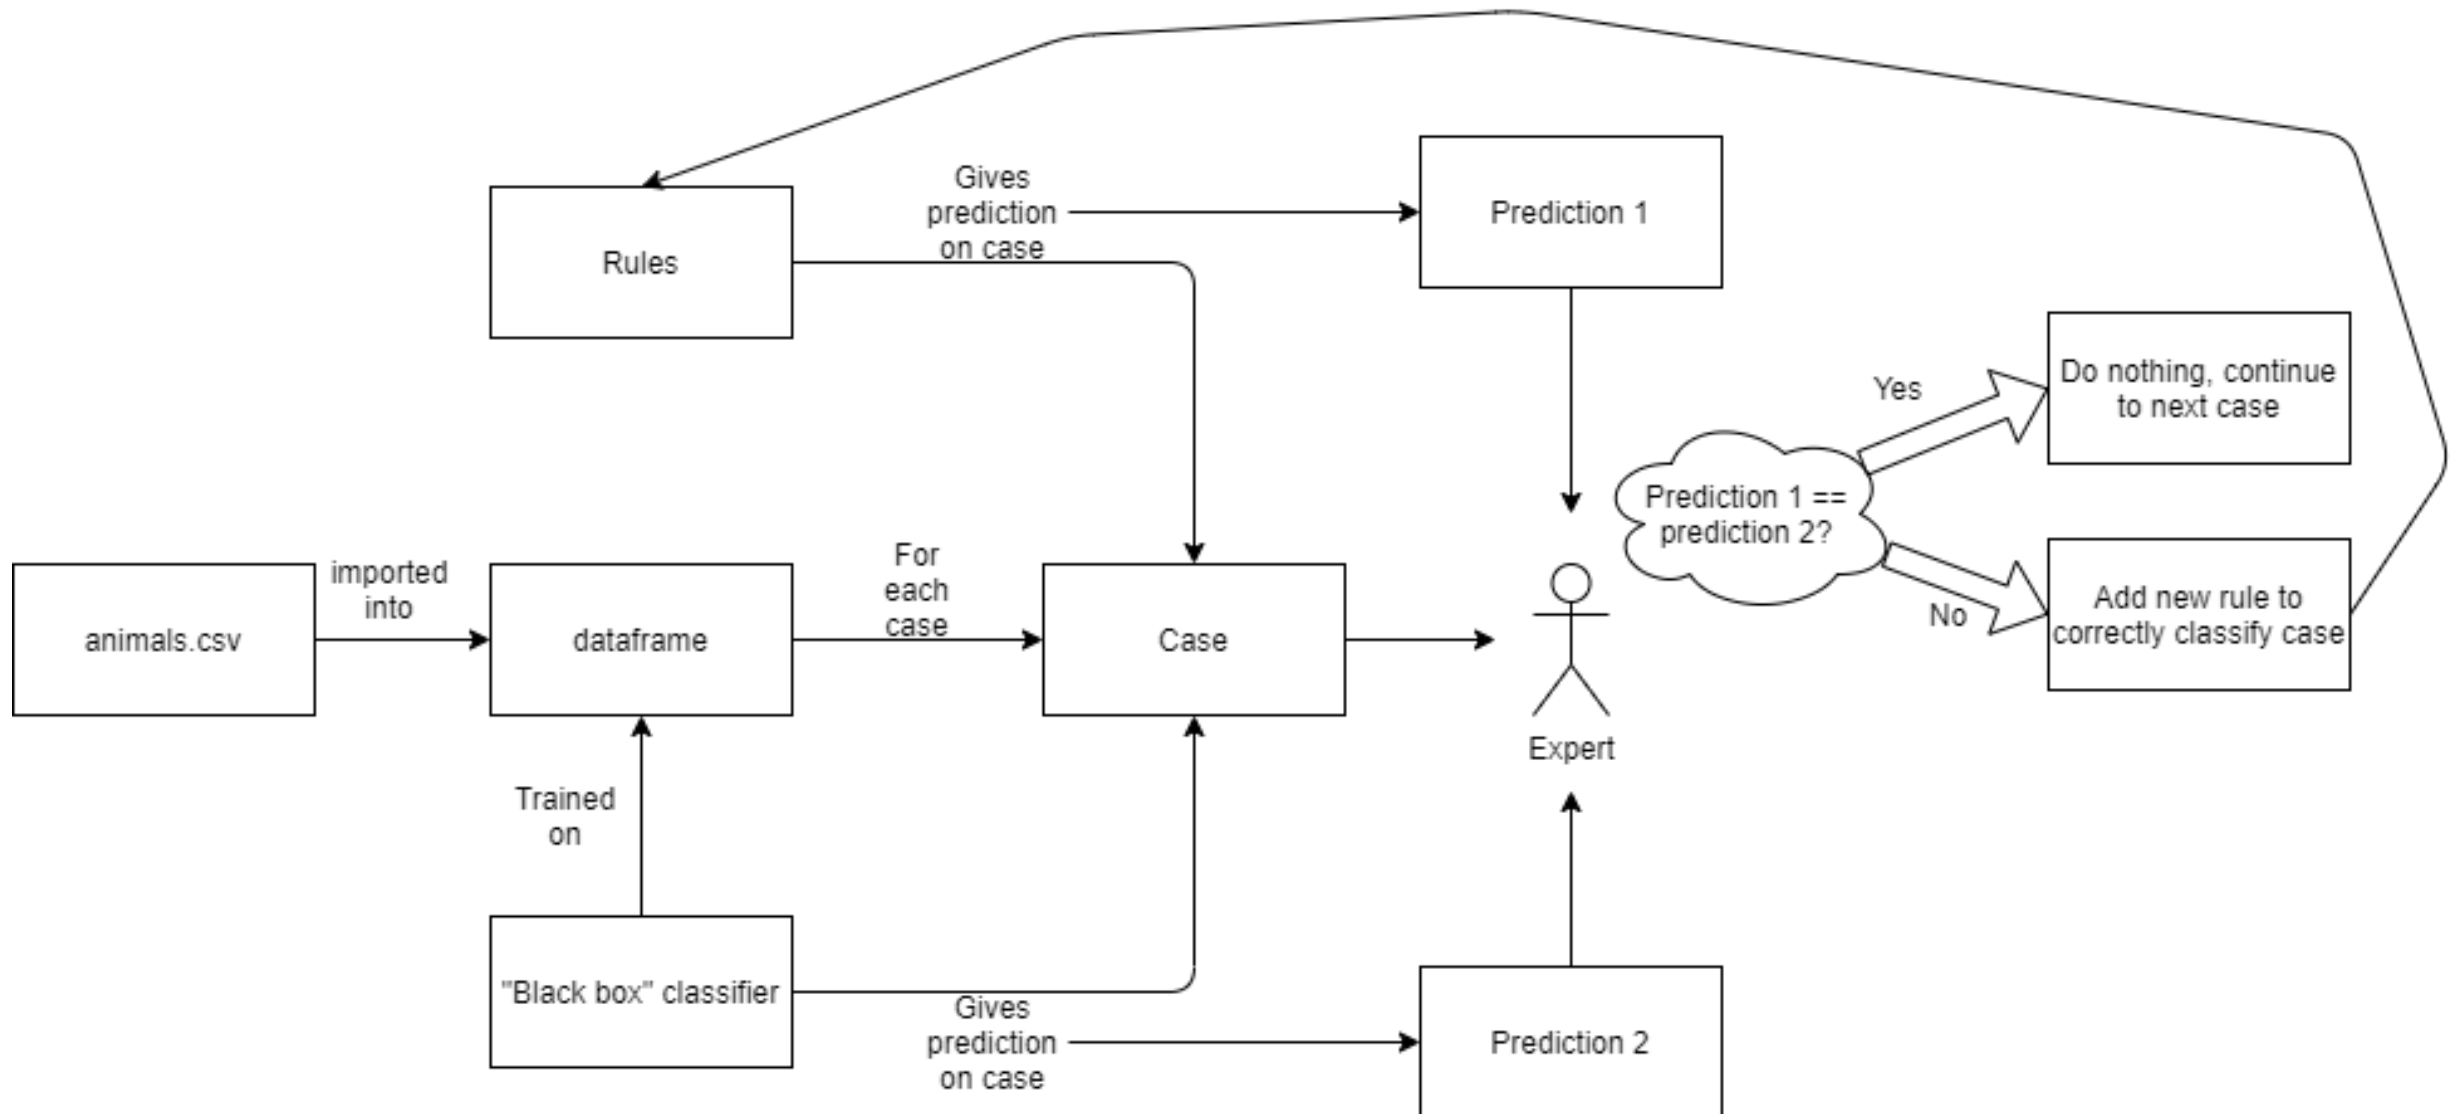 Gives
prediction
on case
Prediction 1
Rules
Yes
Do nothing, continue
to next case
Prediction 1 ==
prediction 2?
No
Add new rule to
correctly classify case
animals.csv
imported
into
dataframe
For
each
case
Case
Expert
Trained
on
"Black box" classifier
Gives
prediction
on case
Prediction 2